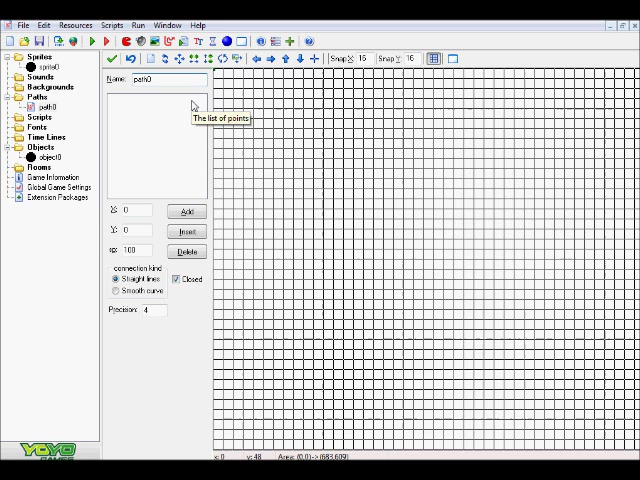 File Edit Resources Scripts Run Window Help
Snap X: 16 Snap Y: 16
Sprites
sprite0
Sounds
Backgrounds
Paths
path0
Scripts
Fonts
Time Lines
Objects
object0
Rooms
Game Information
Global Game Settings
Extension Packages
Name: path0
The list of points
X: 0 Add
Y: 0 Insert
sp: 100 Delete
connection kind
Straight lines Closed
Smooth curve
Precision: 4
YOYO
GAMES
x: 0 y: 48 Area: (0,0)->(683,609)